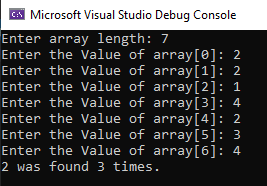 Microsoft Visual Studio Debug Console
Enter array length: 7
Enter the Value of array[0]: 2
Enter the Value of array[1]: 2
Enter the Value of array[2]: 1
Enter the Value of array[3]: 4
Enter the Value of array[4]: 2
Enter the Value of array[5]: 3
Enter the Value of array[6]: 4
2 was found 3 times.